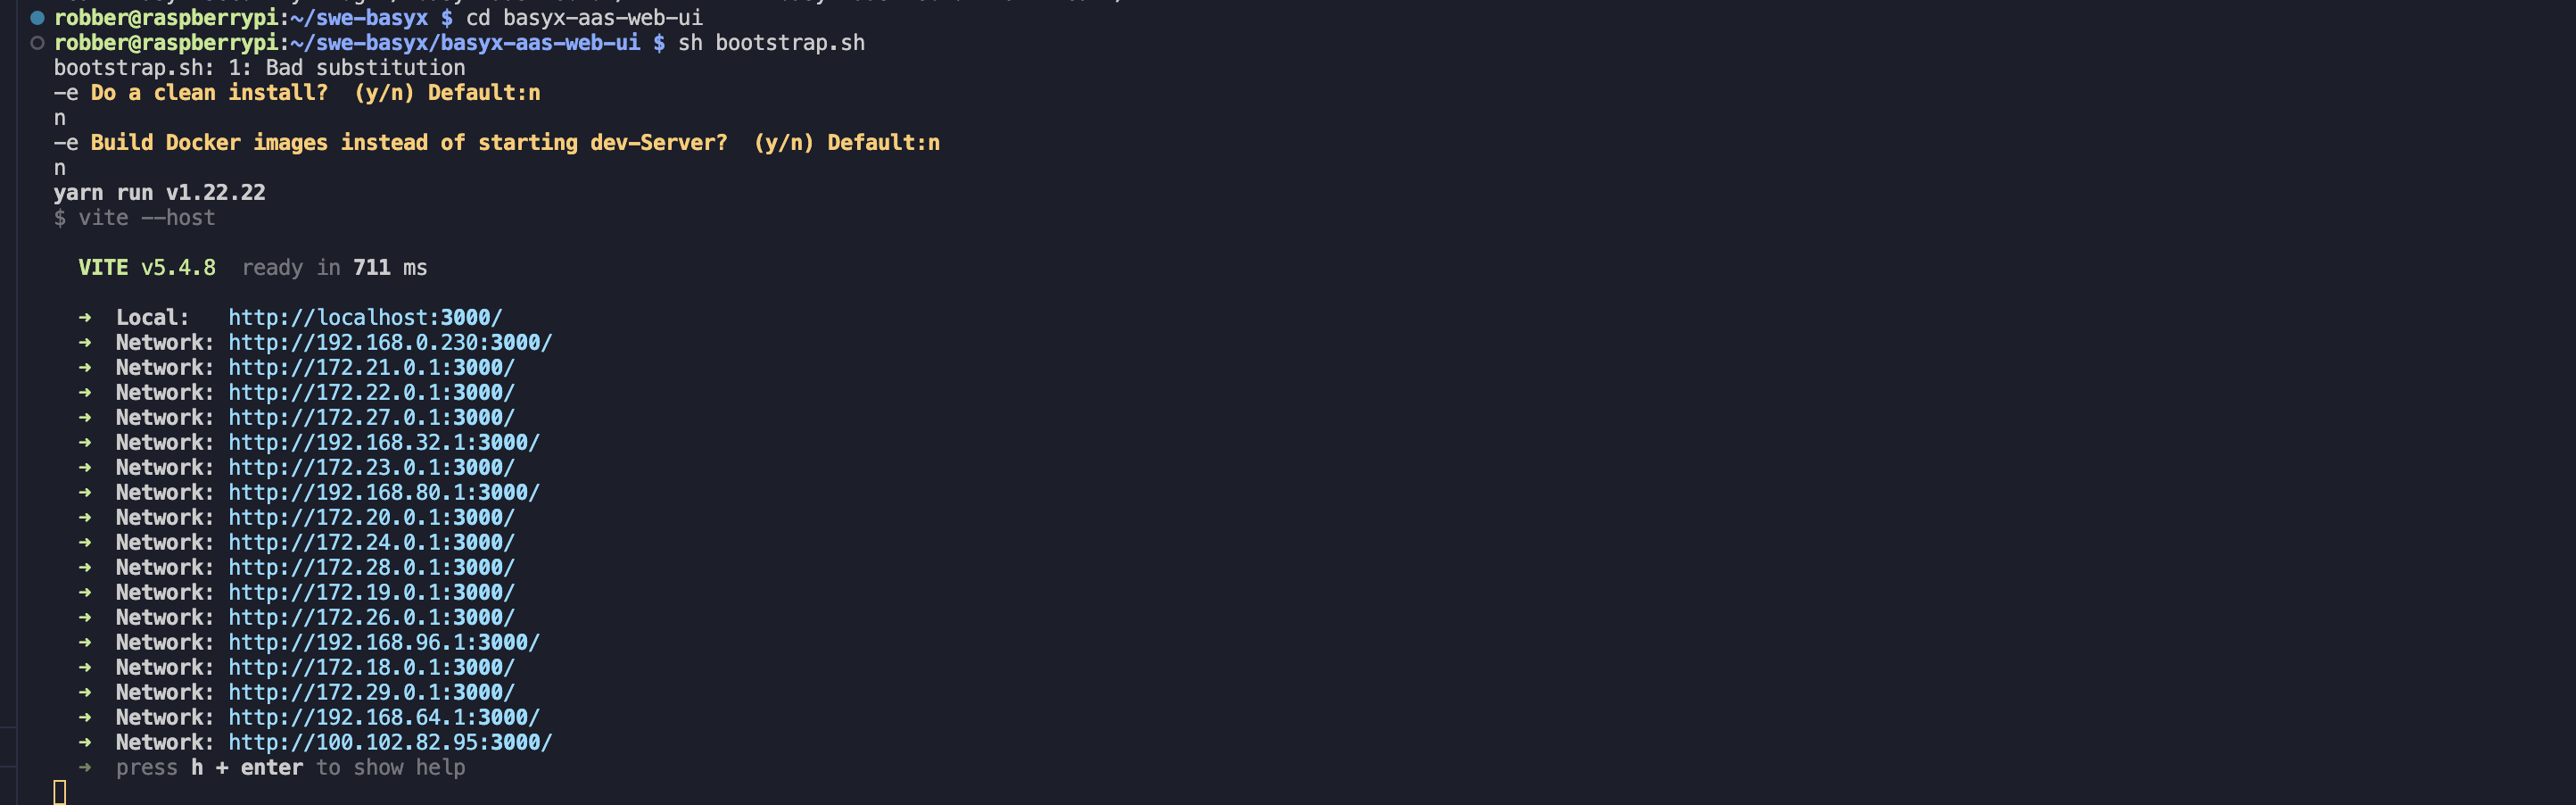 robber@raspberrypi:~/swe-basyx $ cd basyx-aas-web-ui
robber@raspberrypi:~/swe-basyx/basyx-aas-web-ui $ sh bootstrap.sh
bootstrap.sh: 1: Bad substitution
-e Do a clean install?  (y/n) Default:n
n
-e Build Docker images instead of starting dev-Server?  (y/n) Default:n
n
yarn run v1.22.22
$ vite --host
VITE v5.4.8  ready in 711 ms
➜  Local:   http://localhost:3000/
➜  Network: http://192.168.0.230:3000/
➜  Network: http://172.21.0.1:3000/
➜  Network: http://172.22.0.1:3000/
➜  Network: http://172.27.0.1:3000/
➜  Network: http://192.168.32.1:3000/
➜  Network: http://172.23.0.1:3000/
➜  Network: http://192.168.80.1:3000/
➜  Network: http://172.20.0.1:3000/
➜  Network: http://172.24.0.1:3000/
➜  Network: http://172.28.0.1:3000/
➜  Network: http://172.19.0.1:3000/
➜  Network: http://172.26.0.1:3000/
➜  Network: http://192.168.96.1:3000/
➜  Network: http://172.18.0.1:3000/
➜  Network: http://172.29.0.1:3000/
➜  Network: http://192.168.64.1:3000/
➜  Network: http://100.102.82.95:3000/
➜  press h + enter to show help